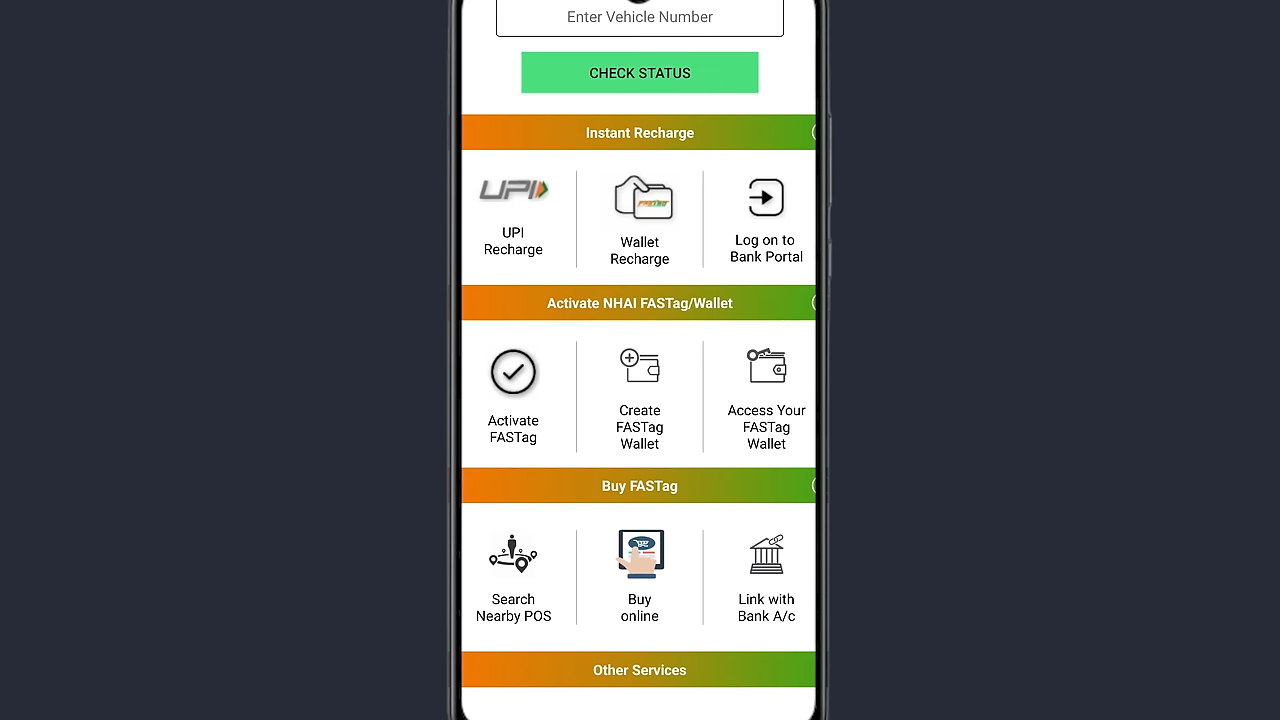 Enter Vehicle Number
CHECK STATUS
Instant Recharge
UPI
UPI
Recharge
FASTag
Wallet
Recharge
Log on to
Bank Portal
Activate NHAI FASTag/Wallet
Activate
FASTag
Create
FASTag
Wallet
Access Your
FASTag
Wallet
Buy FASTag
Search
Nearby POS
Buy
online
Link with
Bank A/c
Other Services